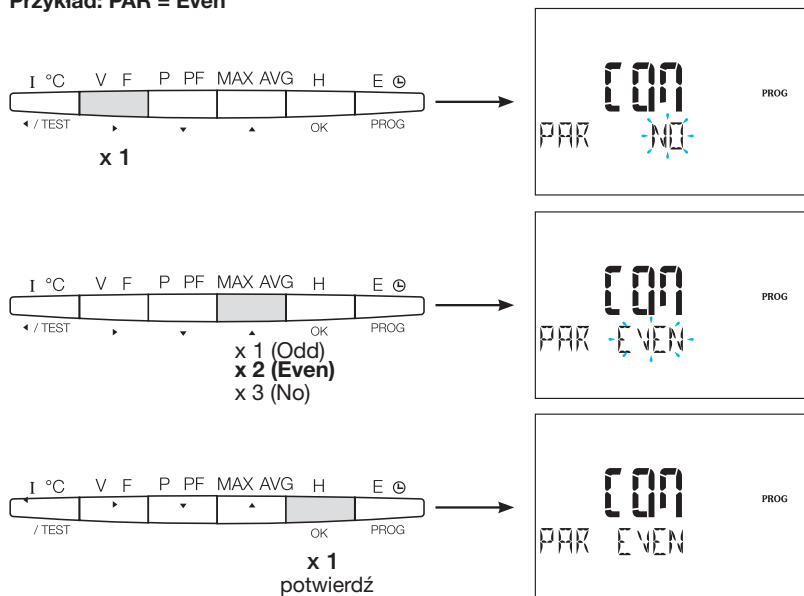 Przykład: PAR = Even
I °C V F P PF MAX AVG H E
/ TEST OK PROG
x 1
COM
PROG
PAR NO
I °C V F P PF MAX AVG H E
/ TEST OK PROG
x 1 (Odd)
x 2 (Even)
x 3 (No)
COM
PROG
PAR EVEN
I °C V F P PF MAX AVG H E
/ TEST OK PROG
x 1
potwierdź
COM
PROG
PAR EVEN